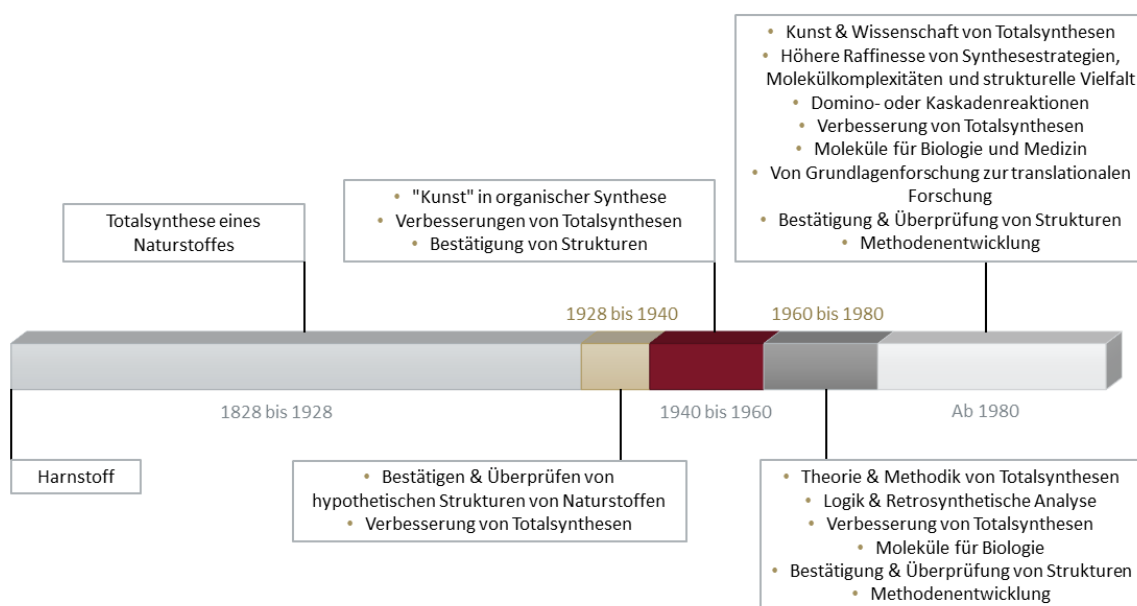 • Kunst & Wissenschaft von Totalsynthesen
• Höhere Raffinesse von Synthesestrategien,
Molekülkomplexitäten und strukturelle Vielfalt
• Domino- oder Kaskadenreaktionen
• Verbesserung von Totalsynthesen
• Moleküle für Biologie und Medizin
• Von Grundlagenforschung zur translationalen
Forschung
• Bestätigung & Überprüfung von Strukturen
• Methodenentwicklung
• "Kunst" in organischer Synthese
• Verbesserungen von Totalsynthesen
• Bestätigung von Strukturen
Totalsynthese eines
Naturstoffes
1928 bis 1940
1960 bis 1980
1828 bis 1928
1940 bis 1960
Ab 1980
Harnstoff
• Bestätigen & Überprüfen von
hypothetischen Strukturen von Naturstoffen
• Verbesserung von Totalsynthesen
• Theorie & Methodik von Totalsynthesen
• Logik & Retrosynthetische Analyse
• Verbesserung von Totalsynthesen
• Moleküle für Biologie
• Bestätigung & Überprüfung von Strukturen
• Methodenentwicklung